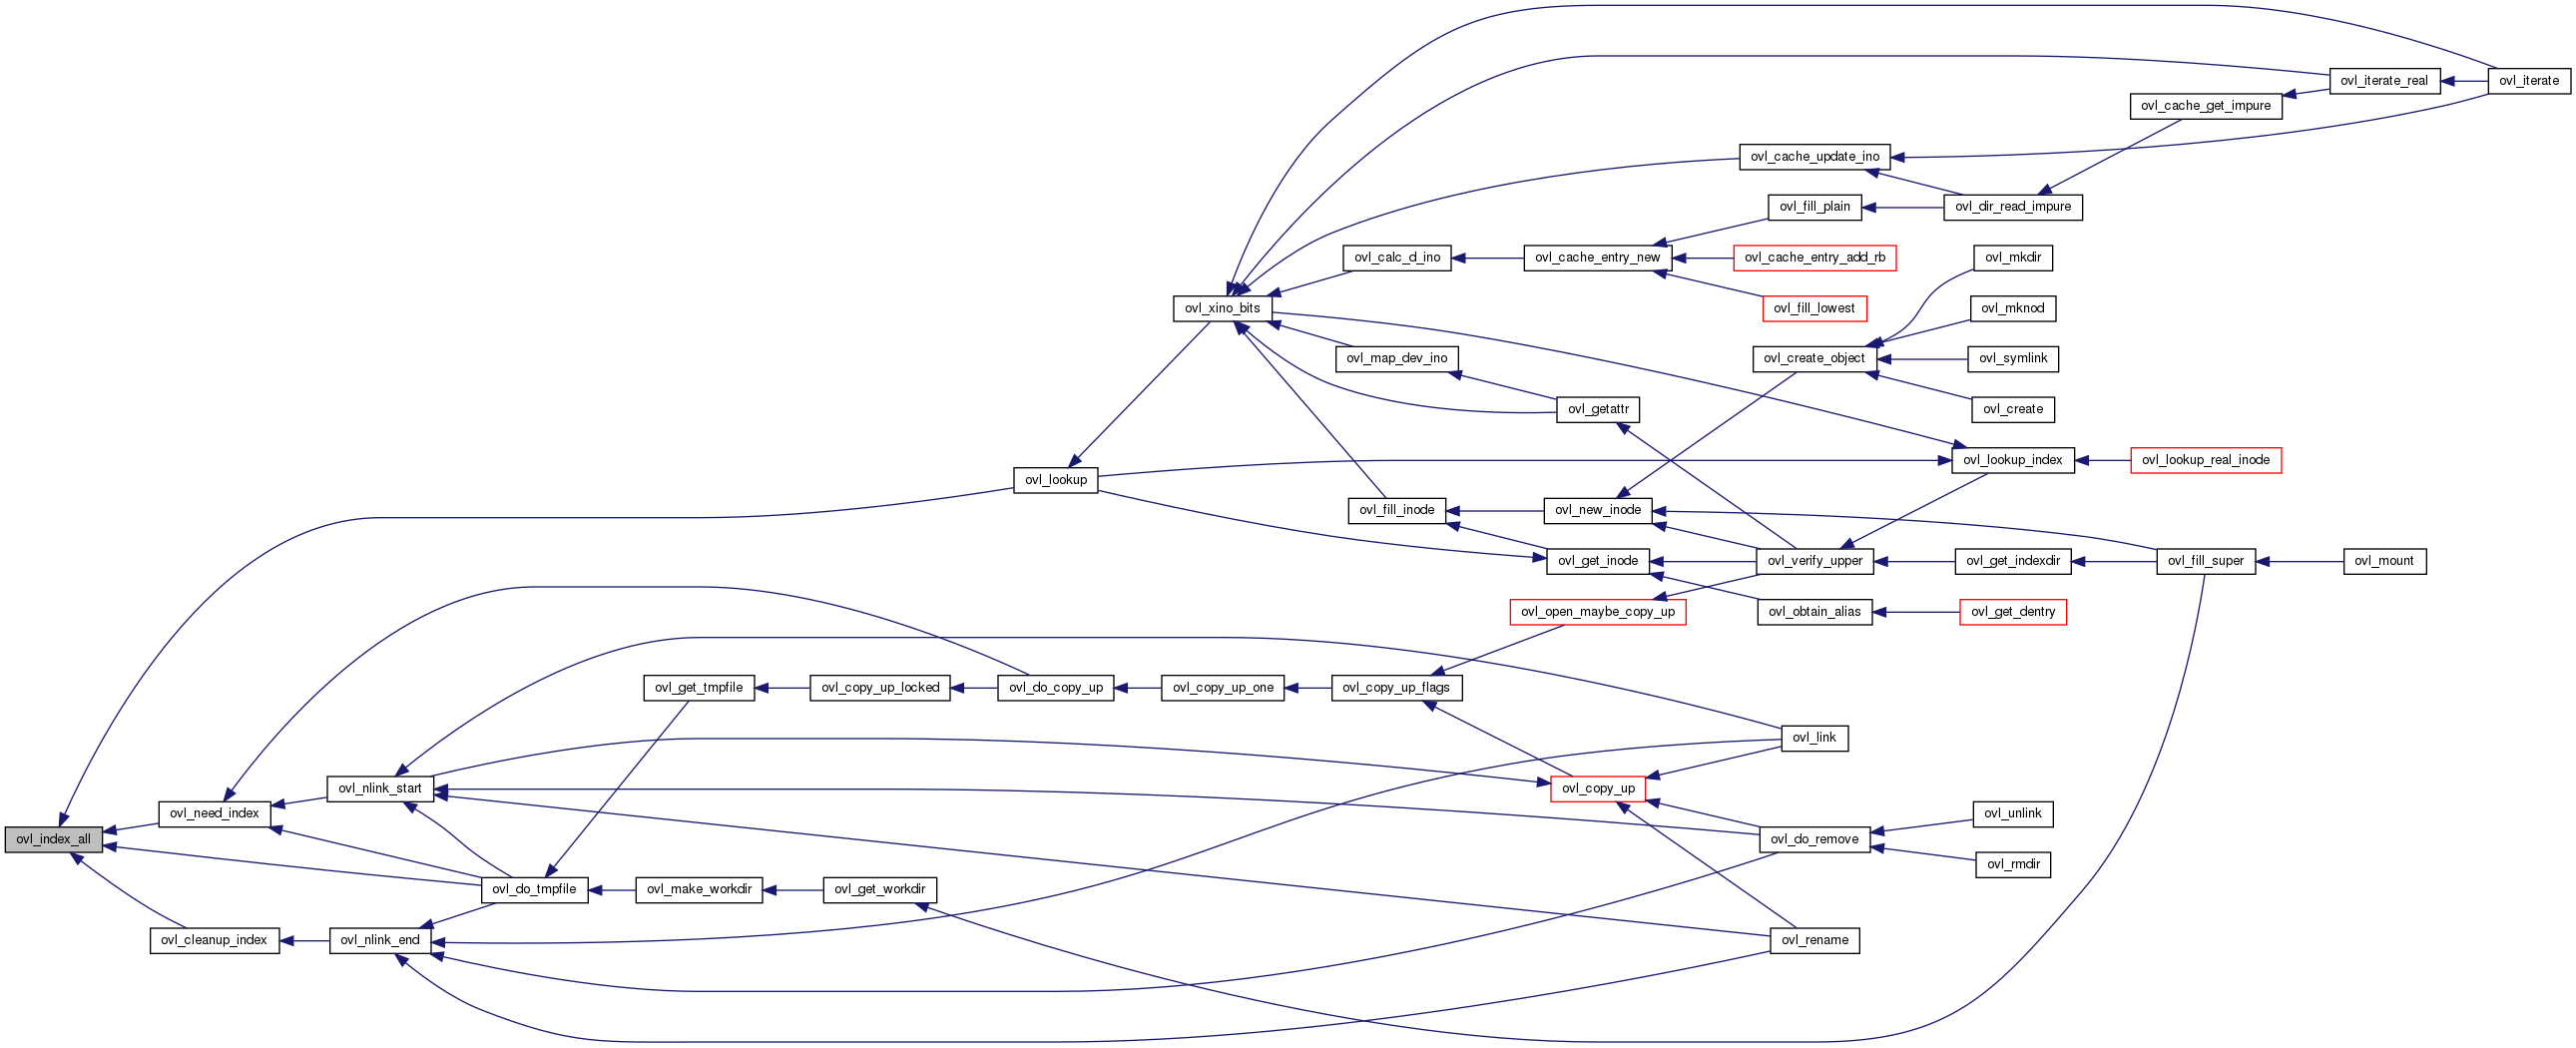 ovl_iterate_real
ovl_iterate
ovl_cache_get_impure
ovl_cache_update_ino
ovl_fill_plain
ovl_dir_read_impure
ovl_calc_d_ino
ovl_cache_entry_new
ovl_cache_entry_add_rb
ovl_mkdir
ovl_xino_bits
ovl_fill_lowest
ovl_mknod
ovl_map_dev_ino
ovl_create_object
ovl_symlink
ovl_getattr
ovl_create
ovl_lookup_index
ovl_lookup_real_inode
ovl_lookup
ovl_fill_inode
ovl_new_inode
ovl_get_inode
ovl_verify_upper
ovl_get_indexdir
ovl_fill_super
ovl_mount
ovl_open_maybe_copy_up
ovl_obtain_alias
ovl_get_dentry
ovl_get_tmpfile
ovl_copy_up_locked
ovl_do_copy_up
ovl_copy_up_one
ovl_copy_up_flags
ovl_link
ovl_nlink_start
ovl_copy_up
ovl_need_index
ovl_unlink
ovl_index_all
ovl_do_remove
ovl_rmdir
ovl_do_tmpfile
ovl_make_workdir
ovl_get_workdir
ovl_cleanup_index
ovl_nlink_end
ovl_rename